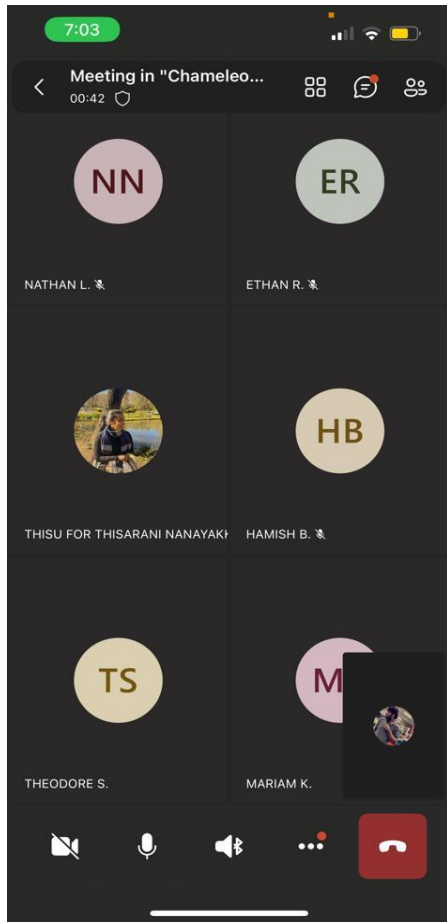 7:03
Meeting in "Chameleo...
00:42
NN
ER
NATHAN L.
ETHAN R.
HB
THISU FOR THISARANI NANAYAKH
HAMISH B.
TS
M
THEODORE S.
MARIAM K.